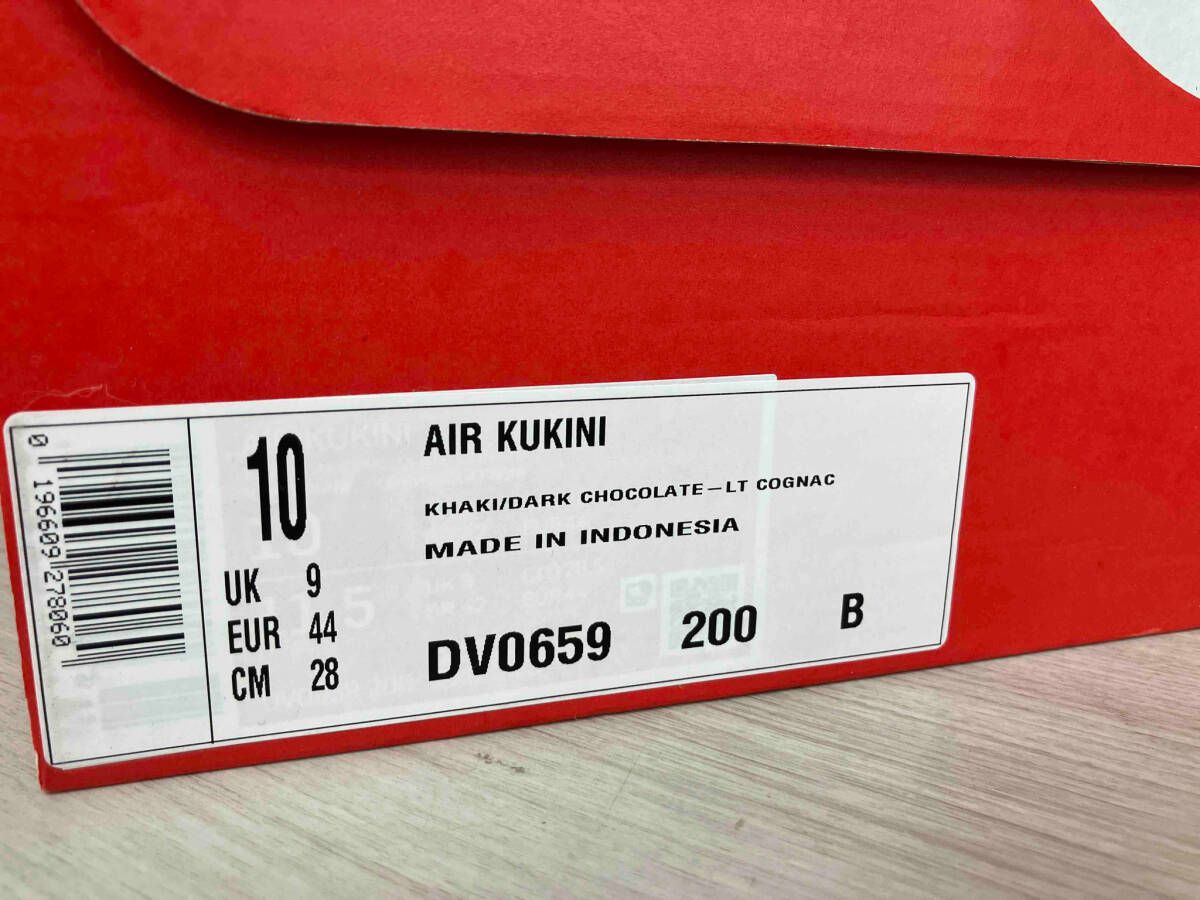 0 196609 278060
10
UK 9
EUR 44
CM 28
AIR KUKINI
KHAKI/DARK CHOCOLATE-LT COGNAC
MADE IN INDONESIA
DV0659 200 B